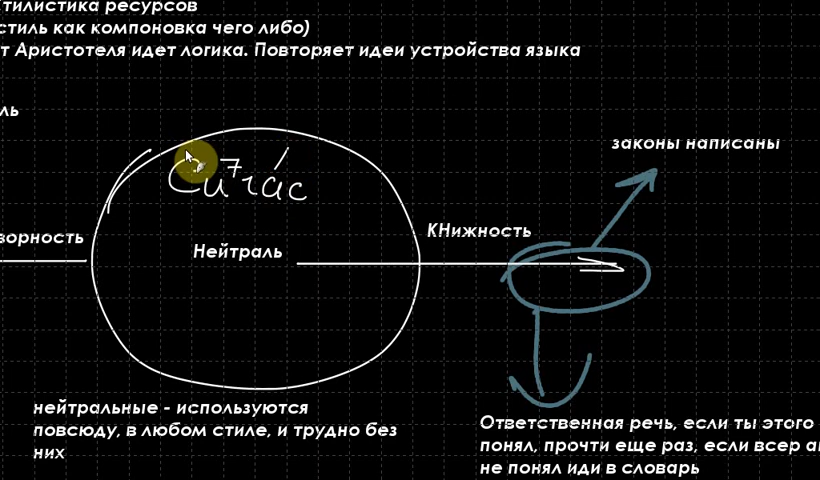 тилистика ресурсов
стиль как компоновка чего либо)
т Аристотеля идет логика. Повторяет идеи устройства языка
ль
законы написаны
ворность
Нейтраль
КНижность
нейтральные - используются
повсюду, в любом стиле, и трудно без
них
Ответственная речь, если ты этого
понял, прочти еще раз, если всер а
не понял иди в словарь